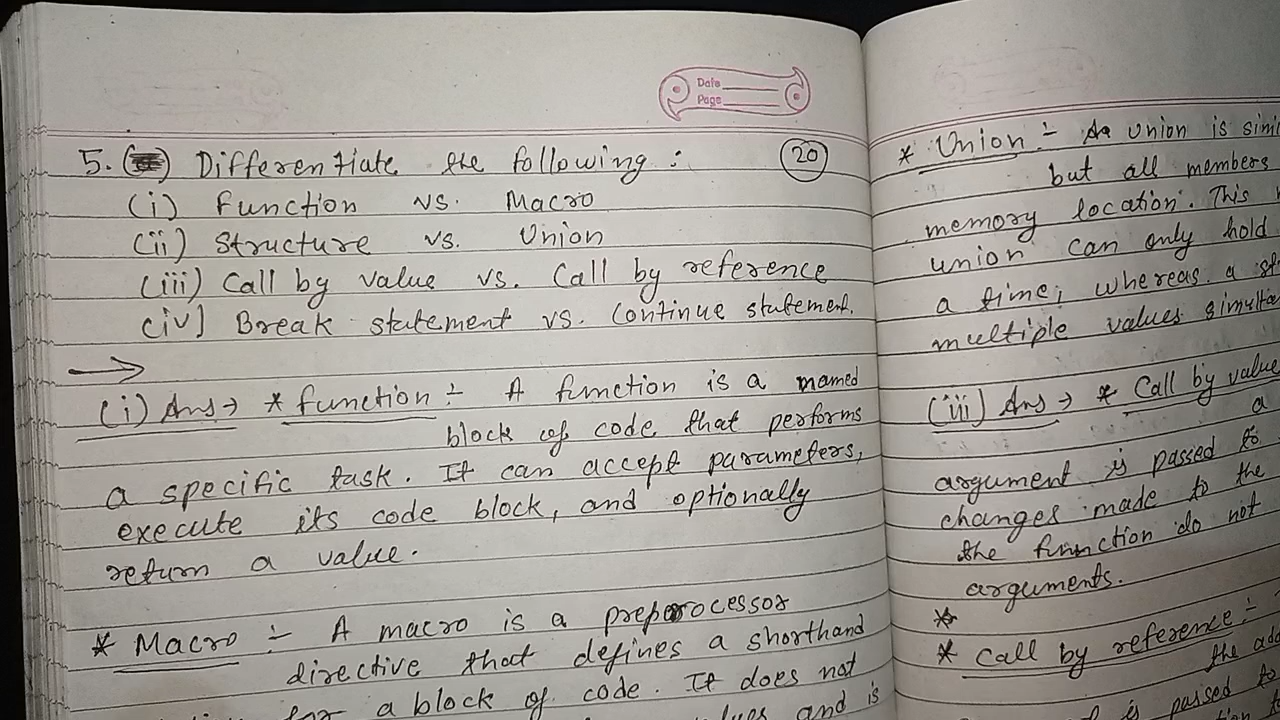 Date
Page
5. Differentiate the following : 20
(i) Function vs. Macro
(ii) Structure vs. Union
(iii) Call by value vs. Call by reference
(iv) Break statement vs. Continue statement.
(i) Ans → * function :- A function is a named
block of code that performs
a specific task. It can accept parameters,
execute its code block, and optionally
return a value.
* Macro :- A macro is a preprocessor
directive that defines a shorthand
for a block of code. It does not
and is
* Union :- A union is
but all members
memory location. This
union can only hold
a time; whereas a
multiple values
(iii) Ans → * Call by value
a
argument is passed to
changes made to the
the function do not
arguments.
*
* Call by reference :-
the
is passed to